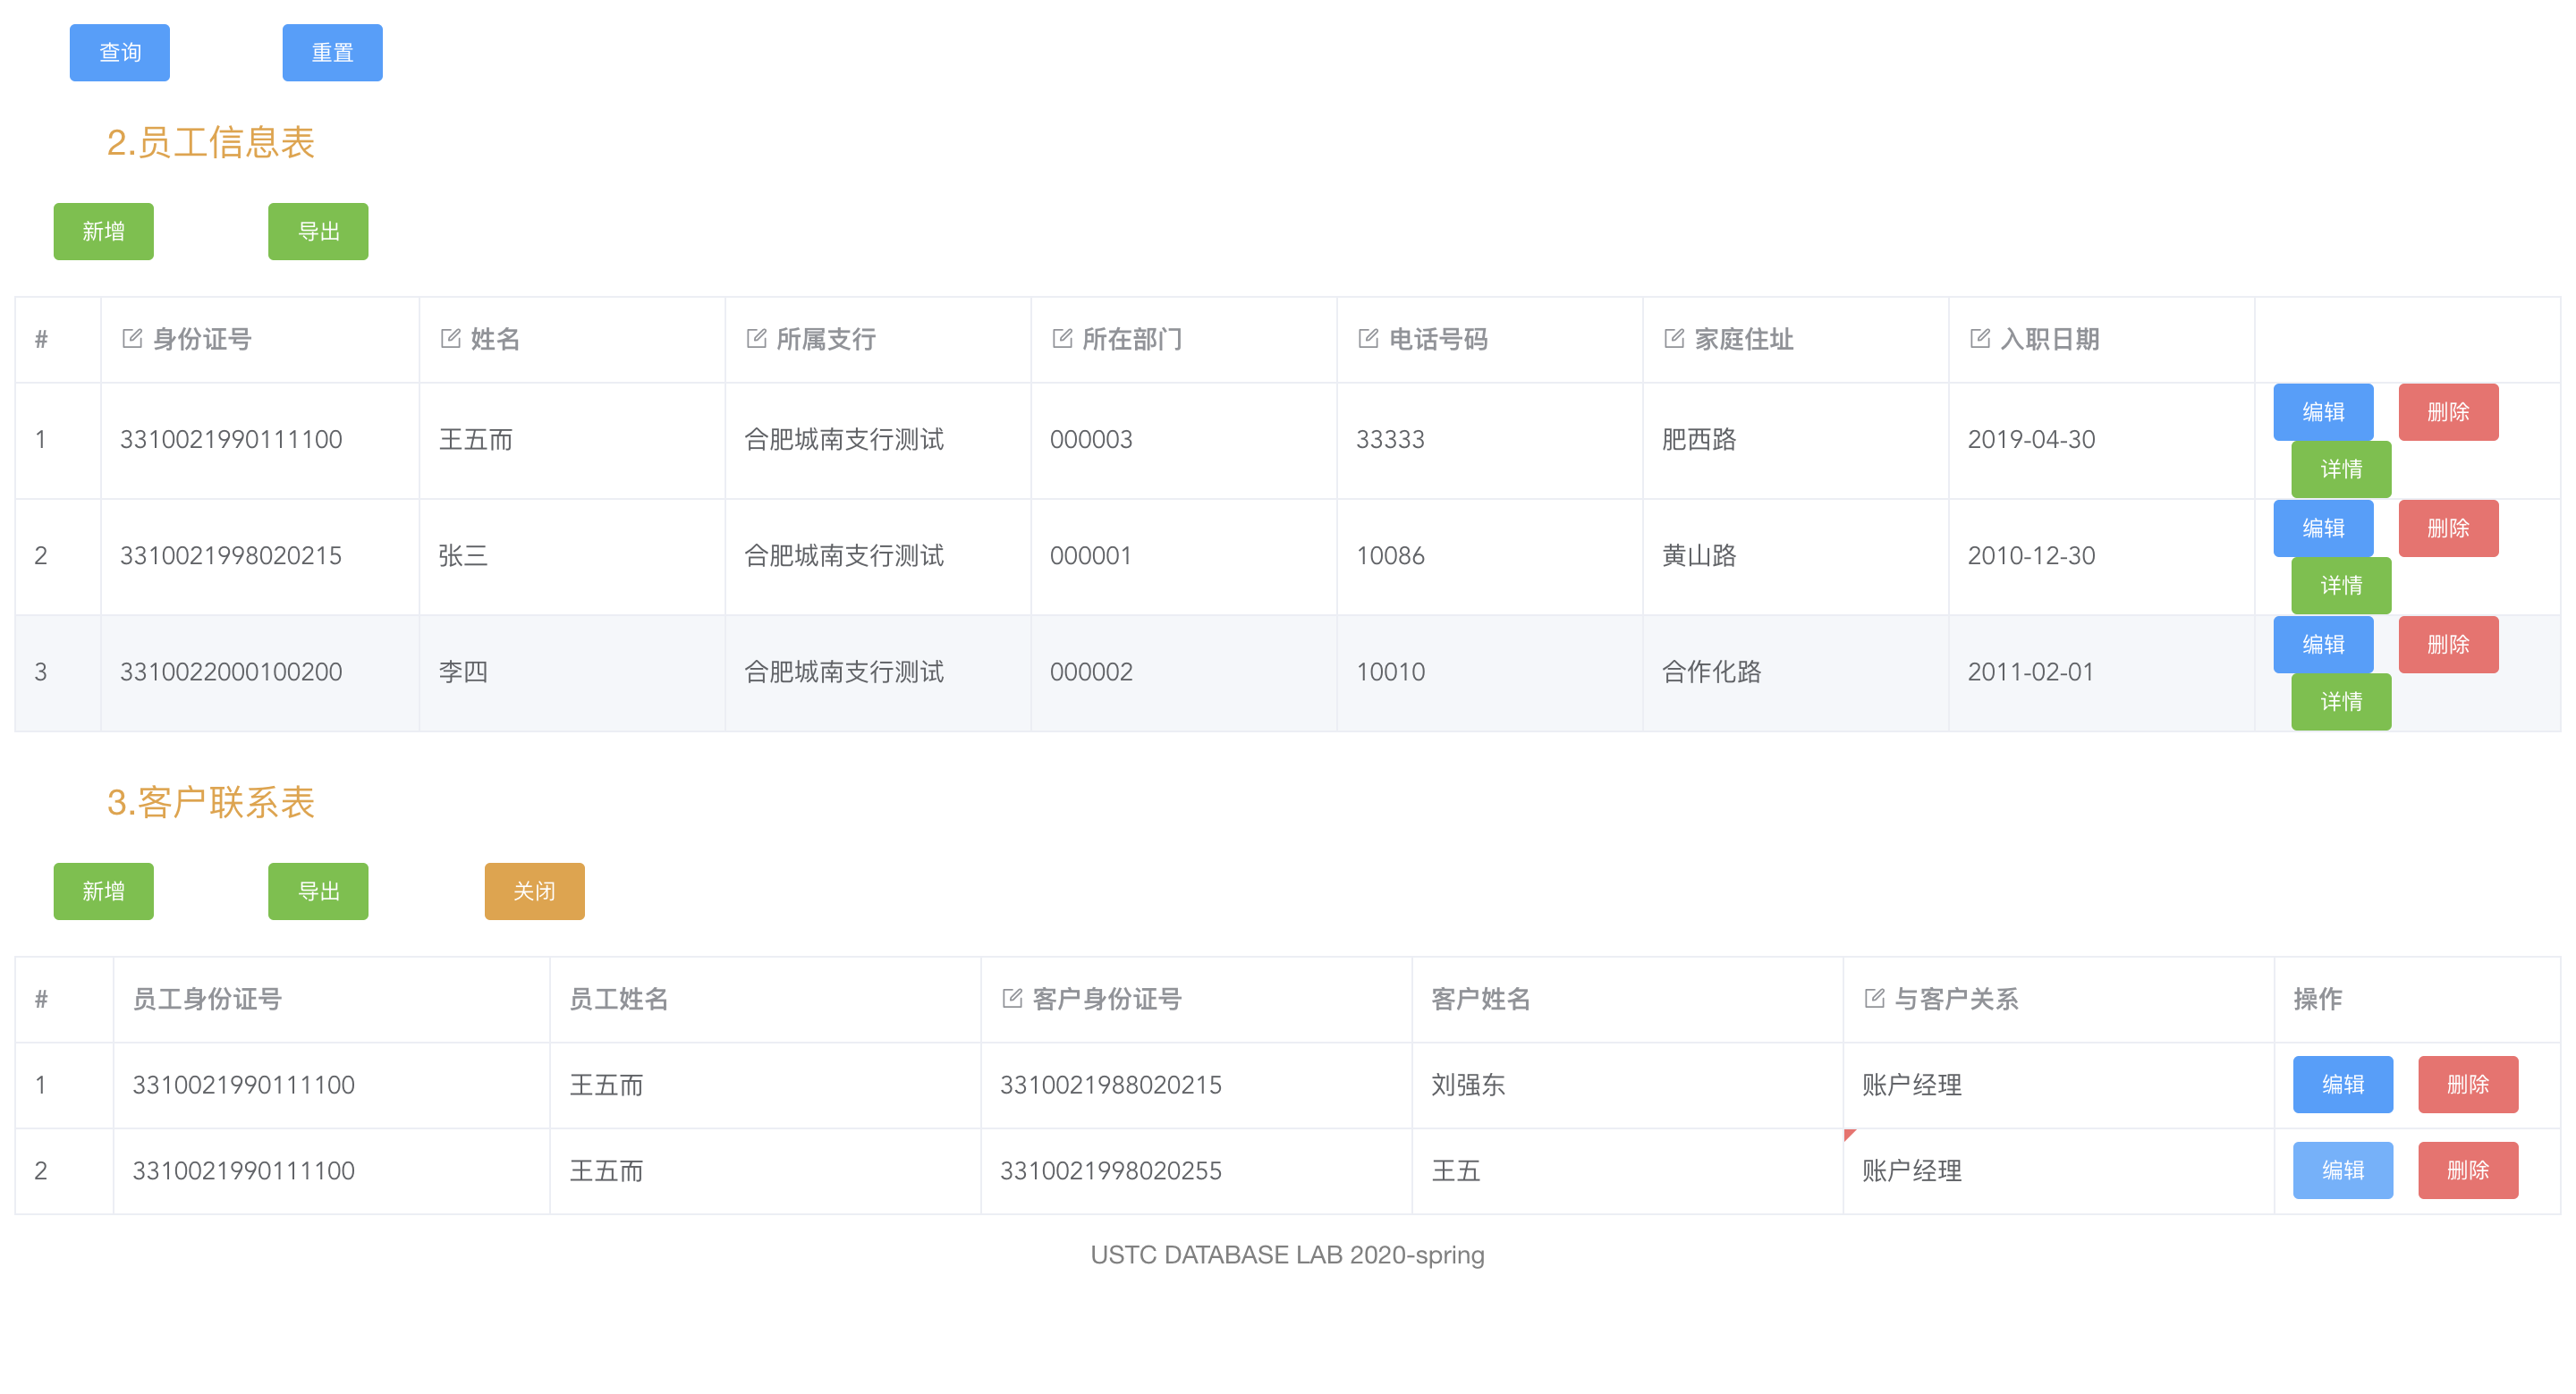 查询 重置
2.员工信息表
新增 导出
# 身份证号 姓名 所属支行 所在部门 电话号码 家庭住址 入职日期
1 3310021990111100 王五而 合肥城南支行测试 000003 33333 肥西路 2019-04-30 编辑 删除
详情
2 3310021998020215 张三 合肥城南支行测试 000001 10086 黄山路 2010-12-30 编辑 删除
详情
3 3310022000100200 李四 合肥城南支行测试 000002 10010 合作化路 2011-02-01 编辑 删除
详情
3.客户联系表
新增 导出 关闭
# 员工身份证号 员工姓名 客户身份证号 客户姓名 与客户关系 操作
1 3310021990111100 王五而 3310021988020215 刘强东 账户经理 编辑 删除
2 3310021990111100 王五而 3310021998020255 王五 账户经理 编辑 删除
USTC DATABASE LAB 2020-spring